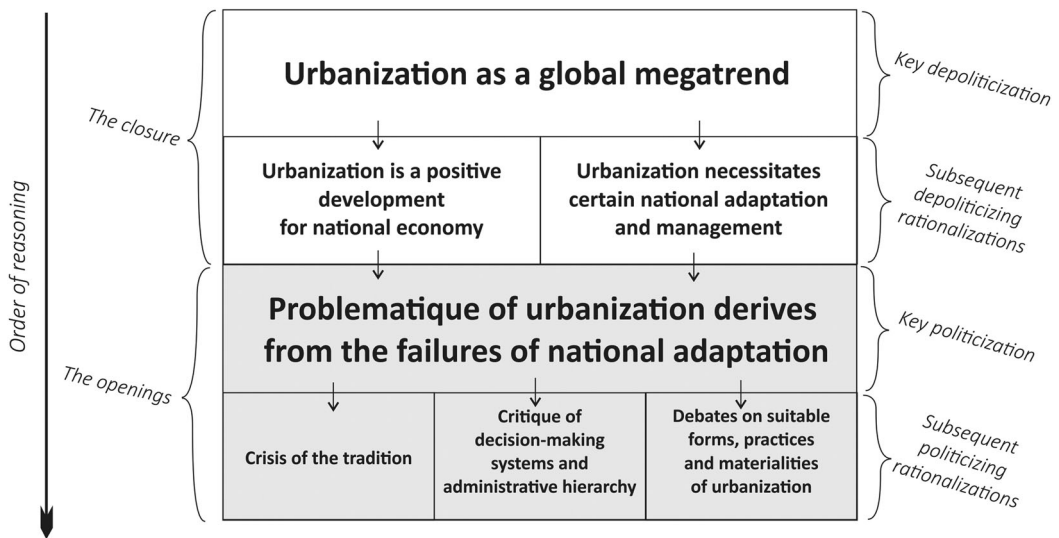 Urbanization as a global megatrend
Key depoliticization
The closure
Urbanization is a positive
development
for national economy
Urbanization necessitates
certain national adaptation
and management
Subsequent
depoliticizing
rationalizations
Order of reasoning
Problematique of urbanization derives
from the failures of national adaptation
Key politicization
The openings
Crisis of the tradition
Critique of
decision-making
systems and
administrative hierarchy
Debates on suitable
forms, practices
and materialities
of urbanization
Subsequent
politicizing
rationalizations